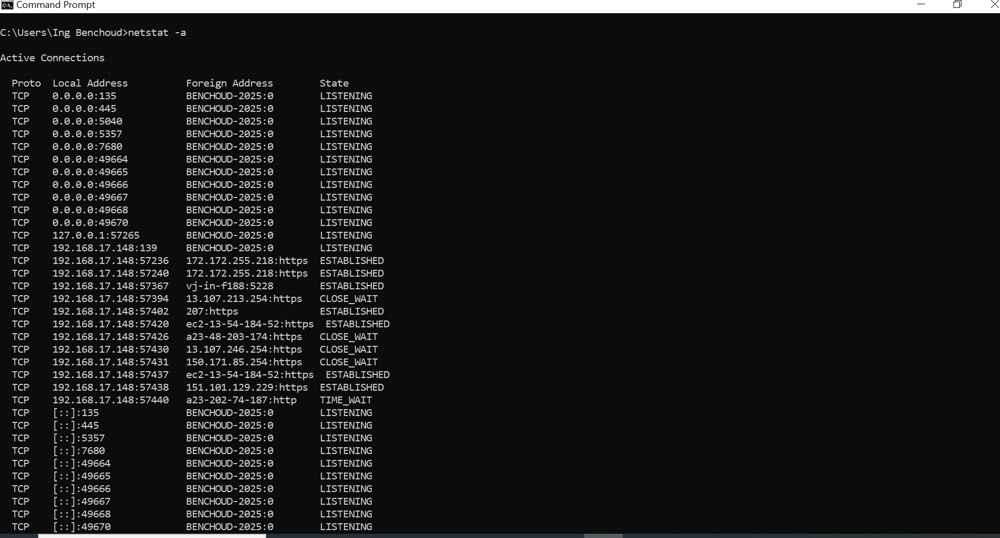 Command Prompt
C:\Users\Ing Benchoud>netstat -a
Active Connections
Proto  Local Address          Foreign Address        State
TCP    0.0.0.0:135            BENCHOUD-2025:0        LISTENING
TCP    0.0.0.0:445            BENCHOUD-2025:0        LISTENING
TCP    0.0.0.0:5040           BENCHOUD-2025:0        LISTENING
TCP    0.0.0.0:5357           BENCHOUD-2025:0        LISTENING
TCP    0.0.0.0:7680           BENCHOUD-2025:0        LISTENING
TCP    0.0.0.0:49664          BENCHOUD-2025:0        LISTENING
TCP    0.0.0.0:49665          BENCHOUD-2025:0        LISTENING
TCP    0.0.0.0:49666          BENCHOUD-2025:0        LISTENING
TCP    0.0.0.0:49667          BENCHOUD-2025:0        LISTENING
TCP    0.0.0.0:49668          BENCHOUD-2025:0        LISTENING
TCP    0.0.0.0:49670          BENCHOUD-2025:0        LISTENING
TCP    127.0.0.1:57265        BENCHOUD-2025:0        LISTENING
TCP    192.168.17.148:139     BENCHOUD-2025:0        LISTENING
TCP    192.168.17.148:57236   172.172.255.218:https  ESTABLISHED
TCP    192.168.17.148:57240   172.172.255.218:https  ESTABLISHED
TCP    192.168.17.148:57367   vj-in-f188:5228        ESTABLISHED
TCP    192.168.17.148:57394   13.107.213.254:https   CLOSE_WAIT
TCP    192.168.17.148:57402   207:https              ESTABLISHED
TCP    192.168.17.148:57420   ec2-13-54-184-52:https  ESTABLISHED
TCP    192.168.17.148:57426   a23-48-203-174:https   CLOSE_WAIT
TCP    192.168.17.148:57430   13.107.246.254:https   CLOSE_WAIT
TCP    192.168.17.148:57431   150.171.85.254:https   CLOSE_WAIT
TCP    192.168.17.148:57437   ec2-13-54-184-52:https  ESTABLISHED
TCP    192.168.17.148:57438   151.101.129.229:https  ESTABLISHED
TCP    192.168.17.148:57440   a23-202-74-187:http    TIME_WAIT
TCP    [::]:135               BENCHOUD-2025:0        LISTENING
TCP    [::]:445               BENCHOUD-2025:0        LISTENING
TCP    [::]:5357              BENCHOUD-2025:0        LISTENING
TCP    [::]:7680              BENCHOUD-2025:0        LISTENING
TCP    [::]:49664             BENCHOUD-2025:0        LISTENING
TCP    [::]:49665             BENCHOUD-2025:0        LISTENING
TCP    [::]:49666             BENCHOUD-2025:0        LISTENING
TCP    [::]:49667             BENCHOUD-2025:0        LISTENING
TCP    [::]:49668             BENCHOUD-2025:0        LISTENING
TCP    [::]:49670             BENCHOUD-2025:0        LISTENING